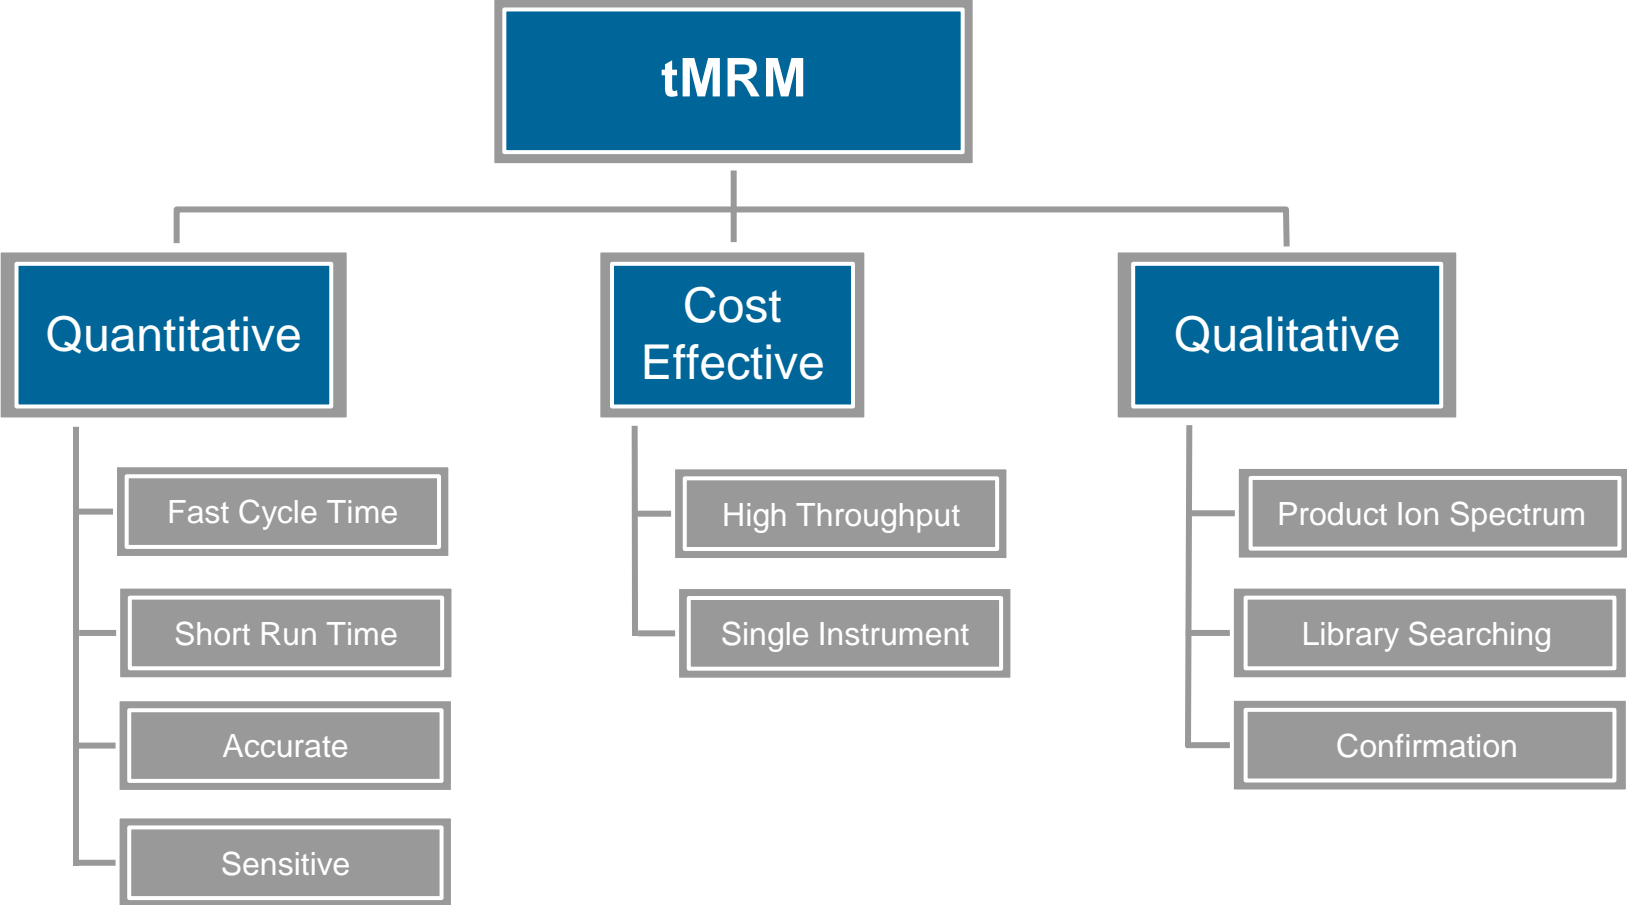 tMRM
Quantitative
Cost
Effective
Qualitative
Fast Cycle Time
Short Run Time
Accurate
Sensitive
High Throughput
Single Instrument
Product Ion Spectrum
Library Searching
Confirmation